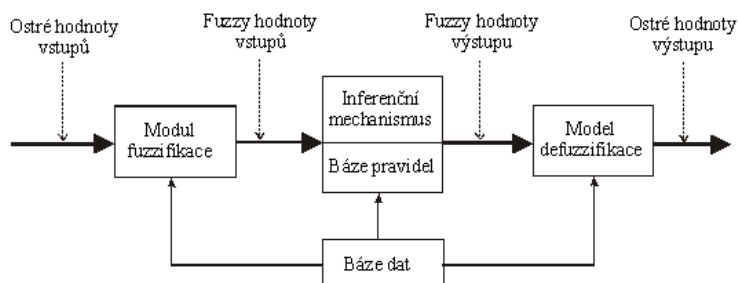 Ostré hodnoty
vstupů
Fuzzy hodnoty
vstupů
Fuzzy hodnoty
výstupu
Ostré hodnoty
výstupu
Modul
fuzzifikace
Inferenční
mechanismus
Báze pravidel
Model
defuzzifikace
Báze dat